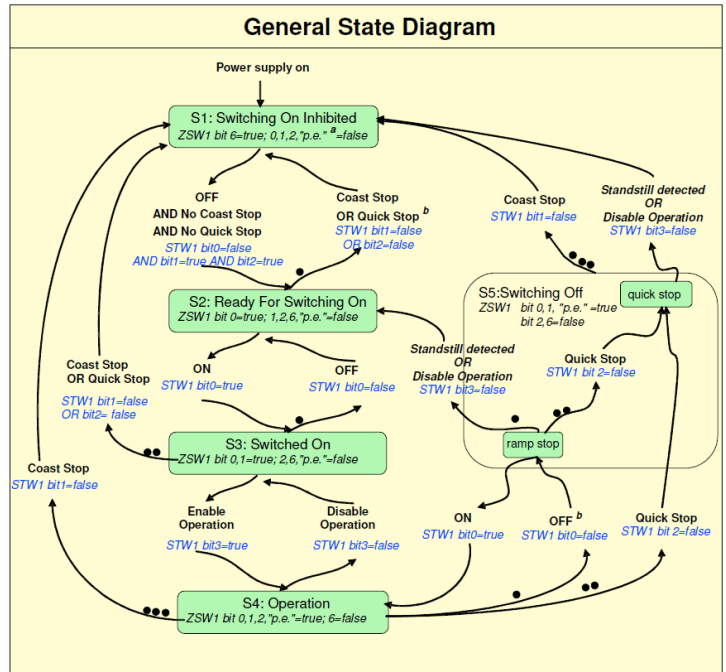 General State Diagram
Power supply on
S1: Switching On Inhibited
ZSW1 bit 6=true; 0,1,2,"p.e." a =false
OFF
AND No Coast Stop
AND No Quick Stop
STW1 bit0=false
AND bit1=true AND bit2=true
Coast Stop
OR Quick Stop b
STW1 bit1=false
OR bit2=false
Coast Stop
STW1 bit1=false
Standstill detected
OR
Disable Operation
STW1 bit3=false
S2: Ready For Switching On
ZSW1 bit 0=true; 1,2,6,"p.e."=false
S5:Switching Off
ZSW1 bit 0,1, "p.e." =true
bit 2,6=false
quick stop
ON
STW1 bit0=true
OFF
STW1 bit0=false
Standstill detected
OR
Disable Operation
STW1 bit3=false
Quick Stop
STW1 bit 2=false
Coast Stop
OR Quick Stop
STW1 bit1=false
OR bit2= false
S3: Switched On
ZSW1 bit 0,1=true; 2,6,"p.e."=false
ramp stop
Coast Stop
STW1 bit1=false
Enable
Operation
STW1 bit3=true
Disable
Operation
STW1 bit3=false
ON
STW1 bit0=true
OFF b
STW1 bit0=false
Quick Stop
STW1 bit 2=false
S4: Operation
ZSW1 bit 0,1,2,"p.e."=true; 6=false